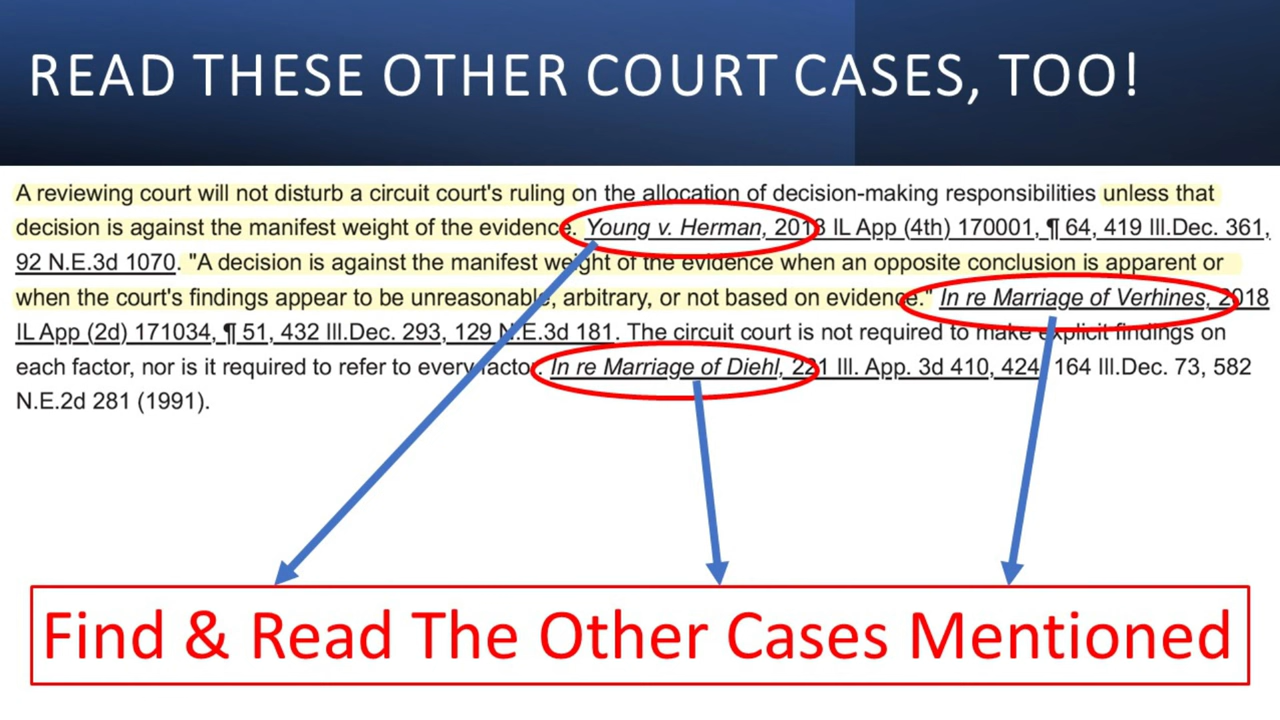 READ THESE OTHER COURT CASES, TOO!
A reviewing court will not disturb a circuit court's ruling on the allocation of decision-making responsibilities unless that
decision is against the manifest weight of the evidence. Young v. Herman, 2018 IL App (4th) 170001, ¶ 64, 419 Ill.Dec. 361,
92 N.E.3d 1070. "A decision is against the manifest weight of the evidence when an opposite conclusion is apparent or
when the court's findings appear to be unreasonable, arbitrary, or not based on evidence." In re Marriage of Verhines, 2018
IL App (2d) 171034, ¶ 51, 432 Ill.Dec. 293, 129 N.E.3d 181. The circuit court is not required to make explicit findings on
each factor, nor is it required to refer to every factor. In re Marriage of Diehl, 221 Ill. App. 3d 410, 424, 164 Ill.Dec. 73, 582
N.E.2d 281 (1991).
Find & Read The Other Cases Mentioned